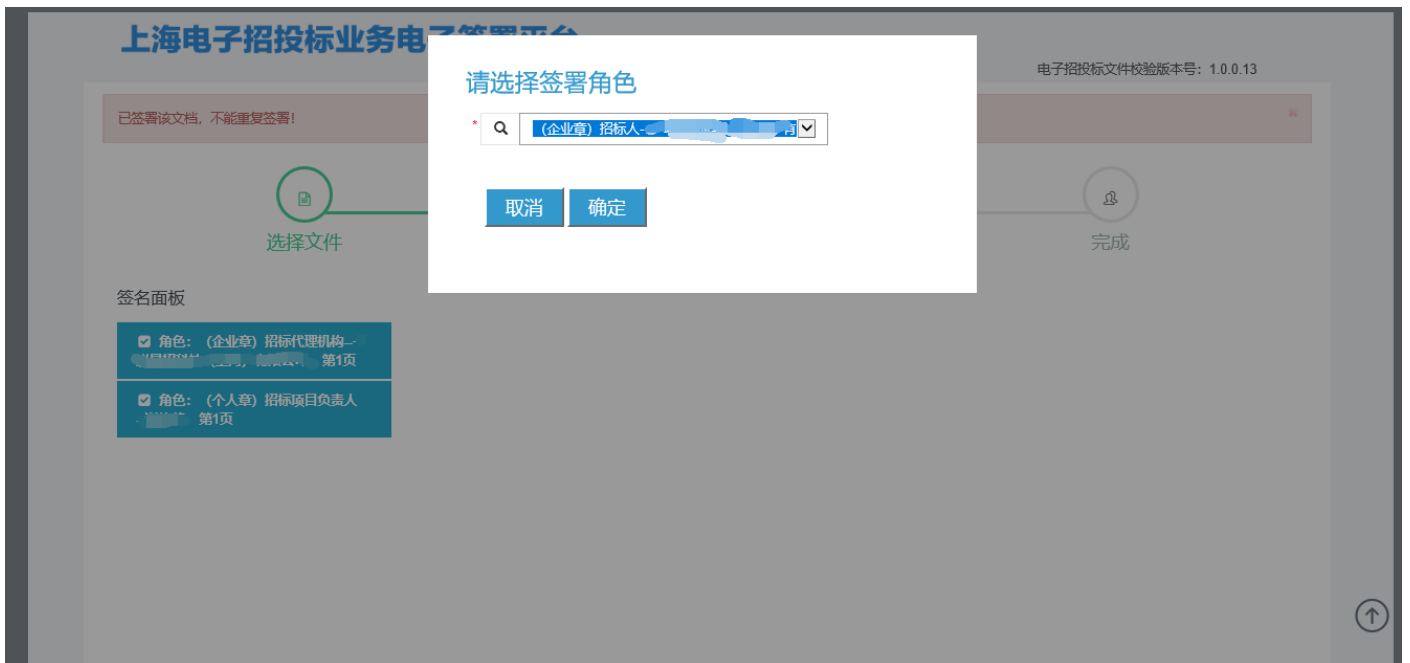 上海电子招投标业务电子签署平台
电子招投标文件校验版本号：1.0.0.13
已签署该文档，不能重复签署！
×
请选择签署角色
* （企业章）招标人-
取消 确定
选择文件
完成
签名面板
角色：（企业章）招标代理机构-
第1页
角色：（个人章）招标项目负责人
- 第1页